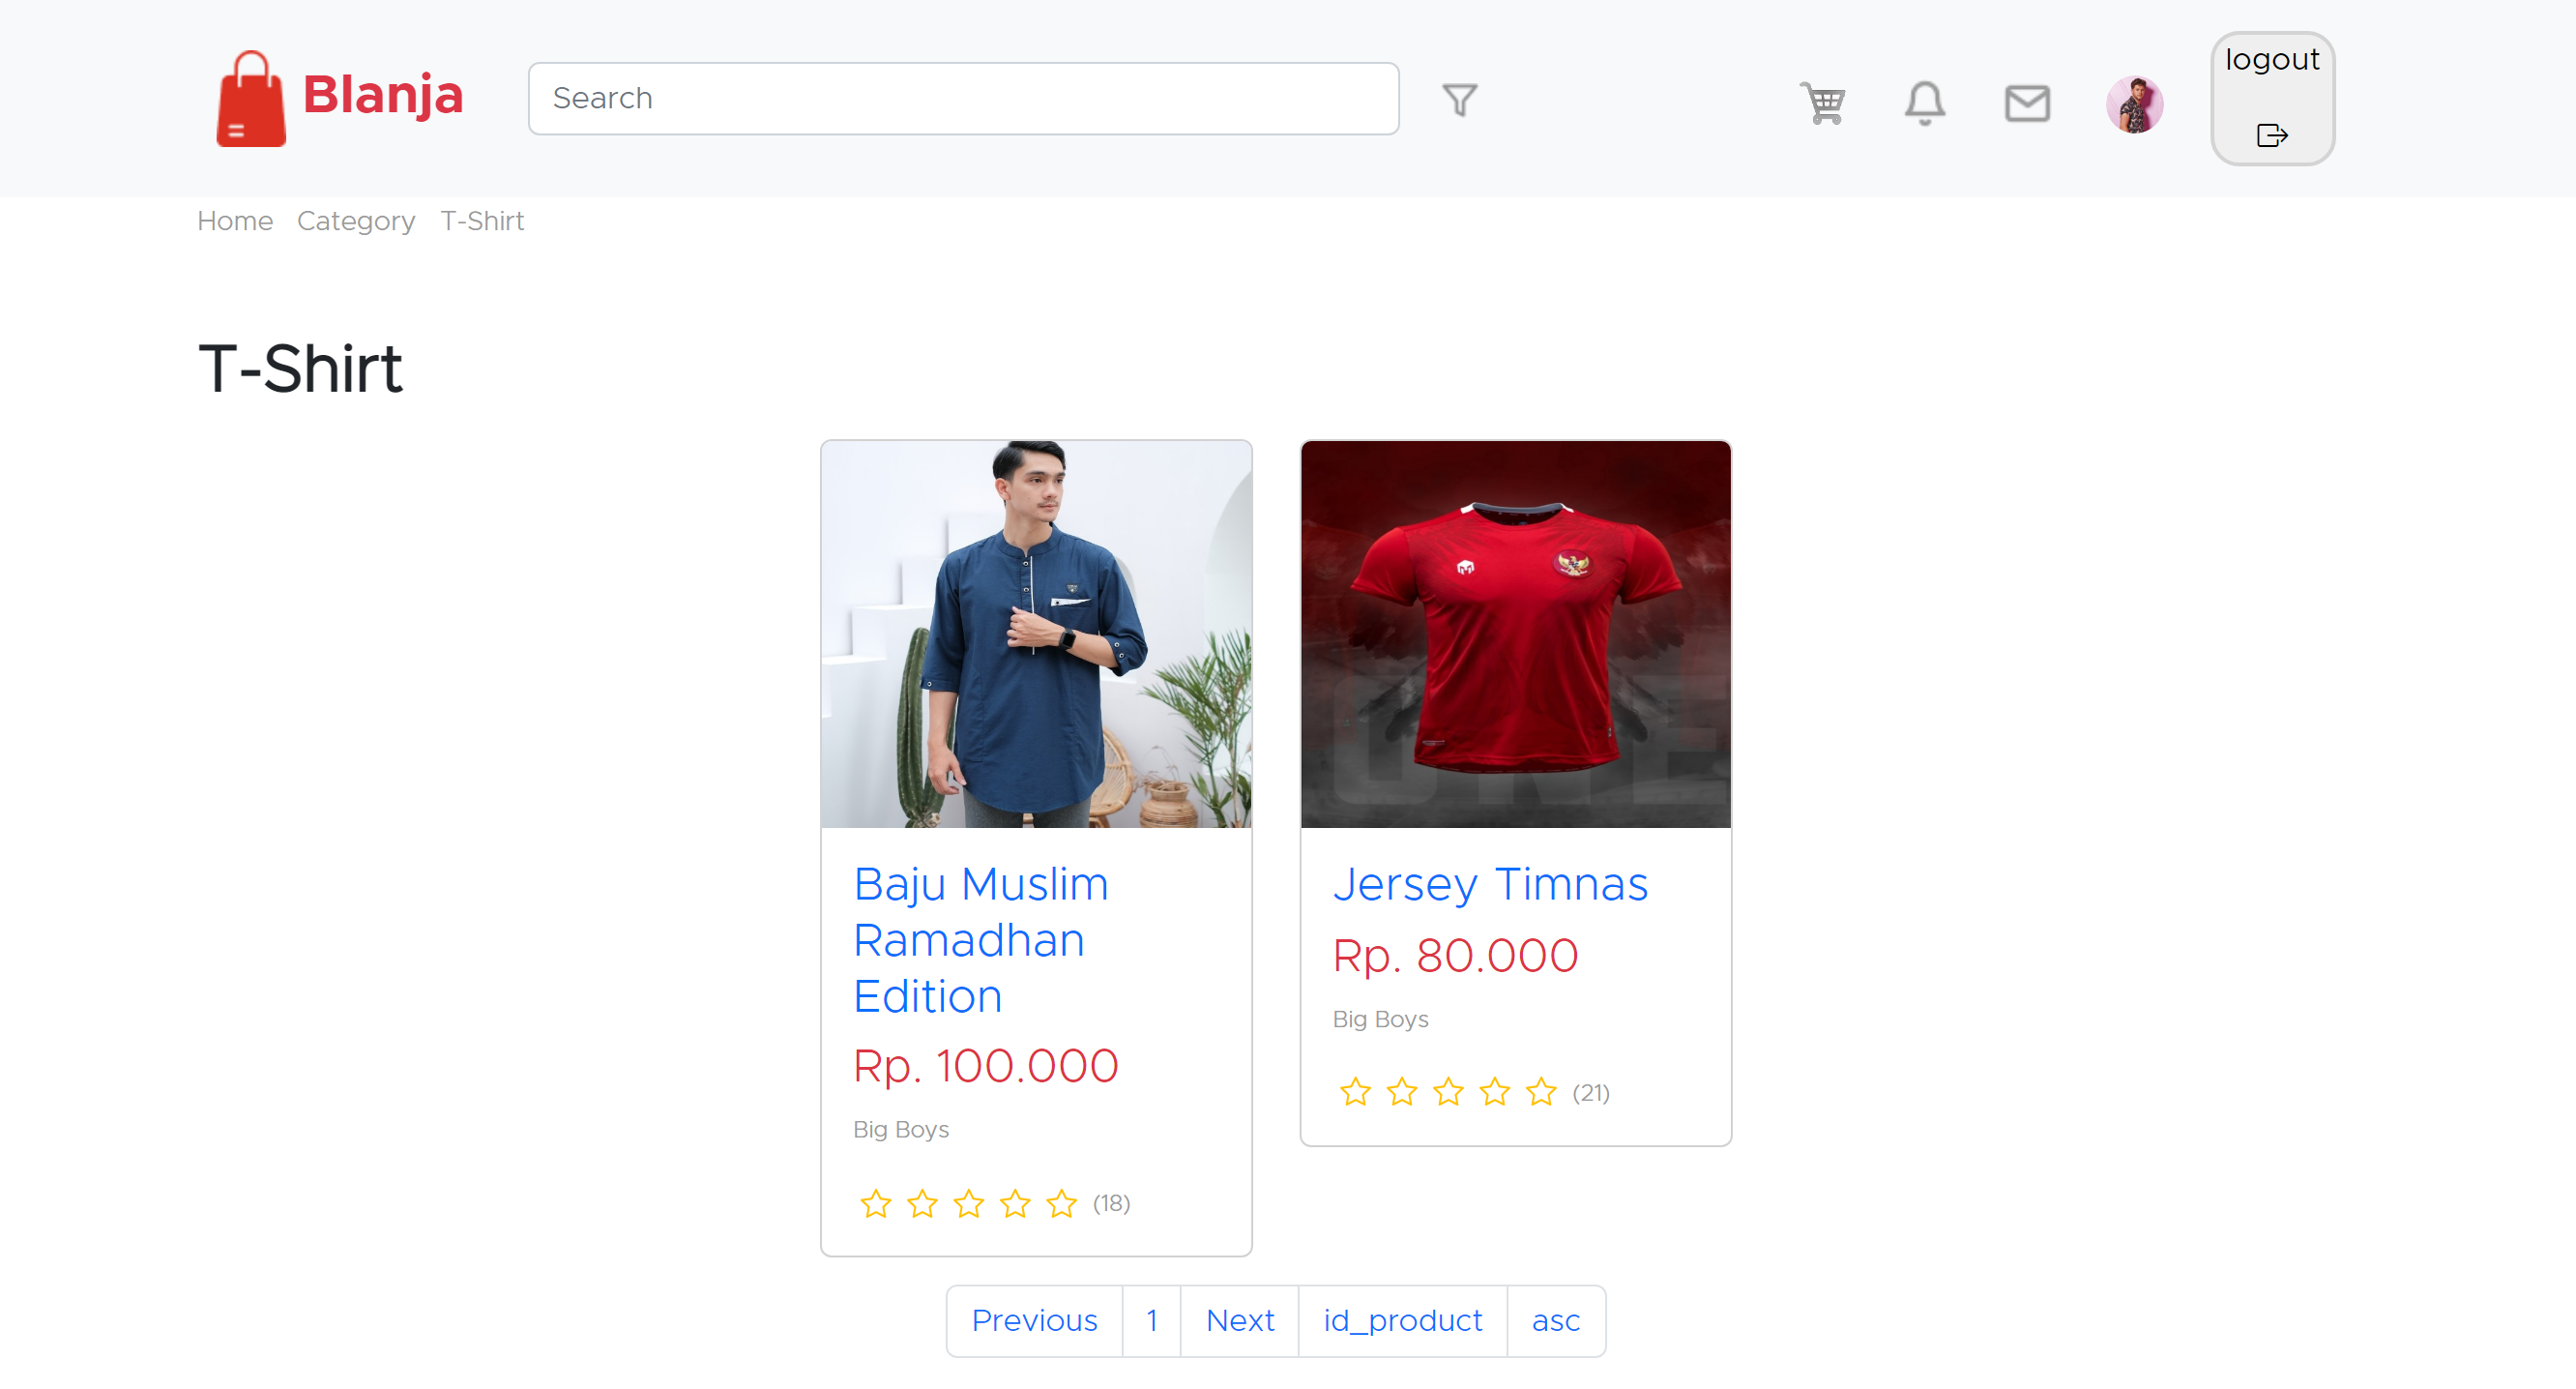 Blanja
Search
logout
Home Category T-Shirt
T-Shirt
Baju Muslim
Ramadhan
Edition
Rp. 100.000
Big Boys
(18)
ONE
Jersey Timnas
Rp. 80.000
Big Boys
(21)
Previous 1 Next id_product asc